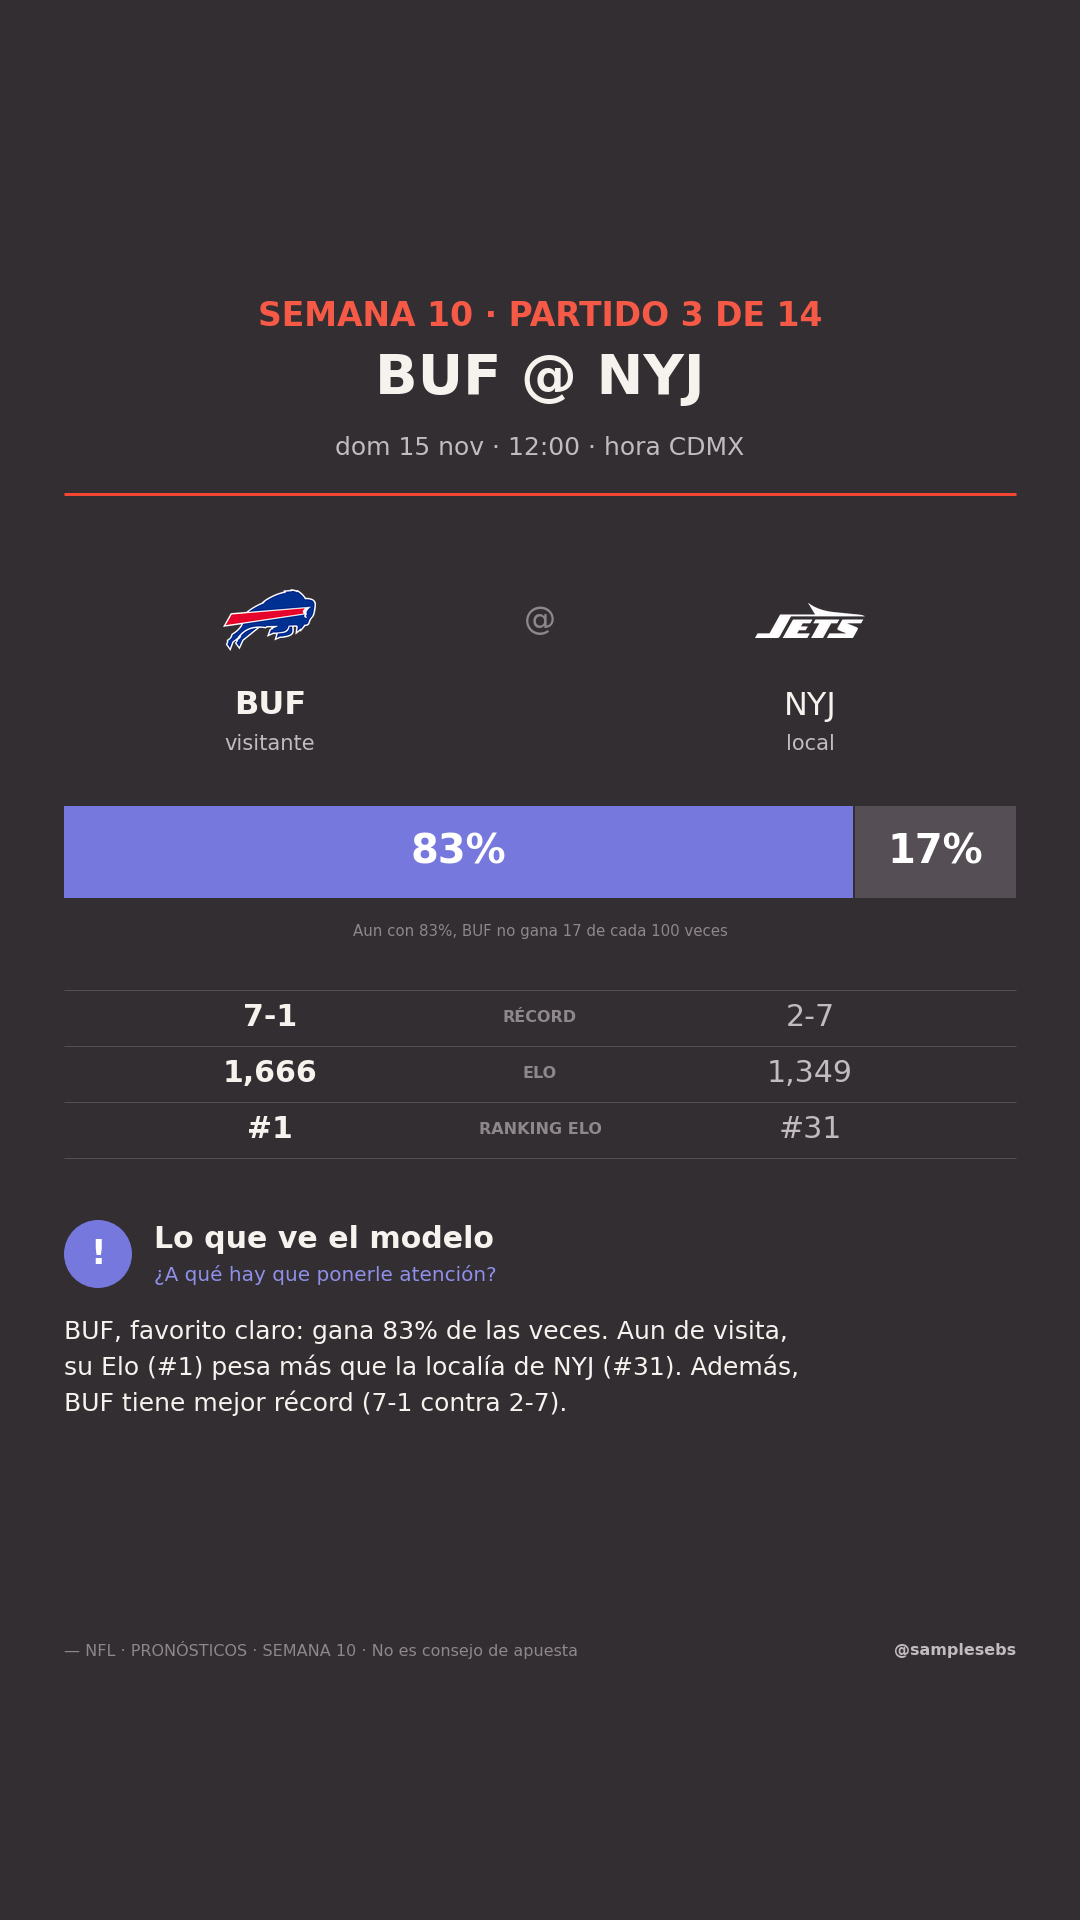 SEMANA 10 · PARTIDO 3 DE 14
BUF @ NYJ
dom 15 nov · 12:00 · hora CDMX
@
JETS
BUF
NYJ
visitante
local
83%
17%
Aun con 83%, BUF no gana 17 de cada 100 veces
7-1 RÉCORD 2-7
1,666 ELO 1,349
#1 RANKING ELO #31
!
Lo que ve el modelo
¿A qué hay que ponerle atención?
BUF, favorito claro: gana 83% de las veces. Aun de visita,
su Elo (#1) pesa más que la localía de NYJ (#31). Además,
BUF tiene mejor récord (7-1 contra 2-7).
— NFL · PRONÓSTICOS · SEMANA 10 · No es consejo de apuesta
@samplesebs